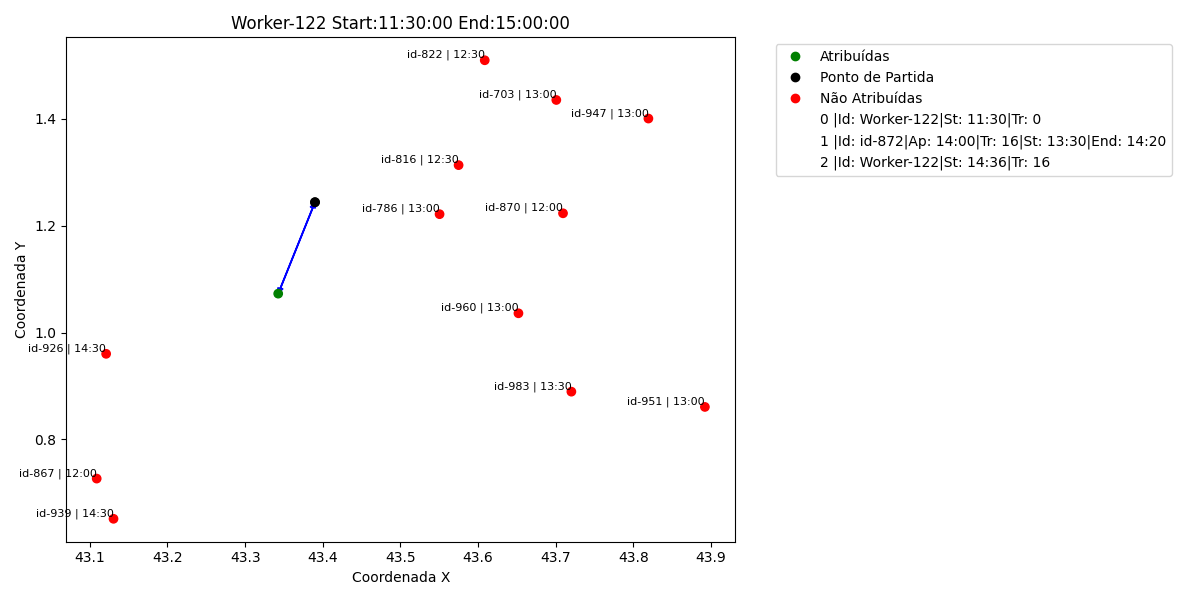 Worker-122 Start:11:30:00 End:15:00:00
Coordenada Y
1.4
1.2
1.0
0.8
id-822 | 12:30
id-703 | 13:00
id-947 | 13:00
id-816 | 12:30
id-786 | 13:00
id-870 | 12:00
id-960 | 13:00
id-926 | 14:30
id-983 | 13:30
id-951 | 13:00
id-867 | 12:00
id-939 | 14:30
43.1 43.2 43.3 43.4 43.5 43.6 43.7 43.8 43.9
Coordenada X
Atribuídas
Ponto de Partida
Não Atribuídas
0 |Id: Worker-122|St: 11:30|Tr: 0
1 |Id: id-872|Ap: 14:00|Tr: 16|St: 13:30|End: 14:20
2 |Id: Worker-122|St: 14:36|Tr: 16